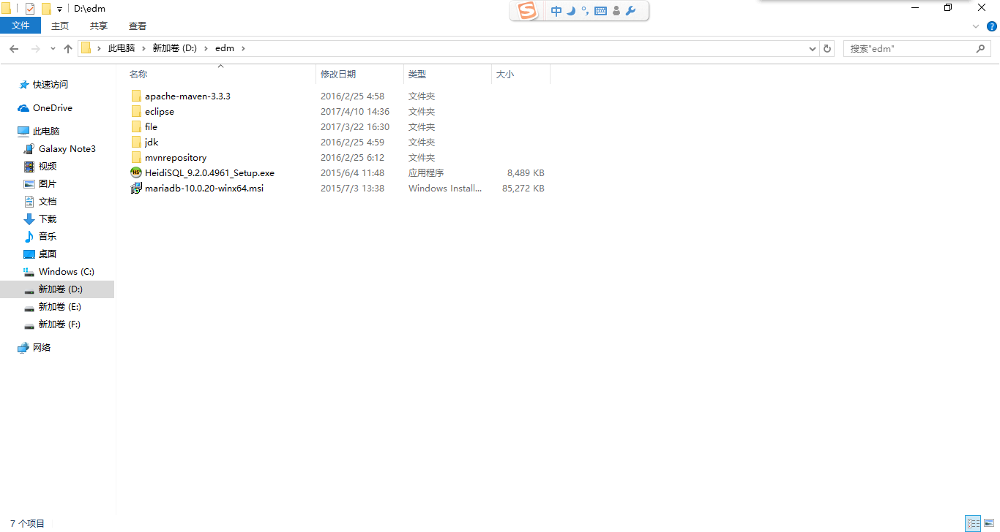 D:\edm
中
文件 主页 共享 查看
此电脑 新加卷 (D:) edm
搜索"edm"
名称 修改日期 类型 大小
快速访问
OneDrive
此电脑
Galaxy Note3
视频
图片
文档
下载
音乐
桌面
Windows (C:)
新加卷 (D:)
新加卷 (E:)
新加卷 (F:)
网络
apache-maven-3.3.3 2016/2/25 4:58 文件夹
eclipse 2017/4/10 14:36 文件夹
file 2017/3/22 16:30 文件夹
jdk 2016/2/25 4:59 文件夹
mvnrepository 2016/2/25 6:12 文件夹
HeidiSQL_9.2.0.4961_Setup.exe 2015/6/4 11:48 应用程序 8,489 KB
mariadb-10.0.20-winx64.msi 2015/7/3 13:38 Windows Install... 85,272 KB
7 个项目